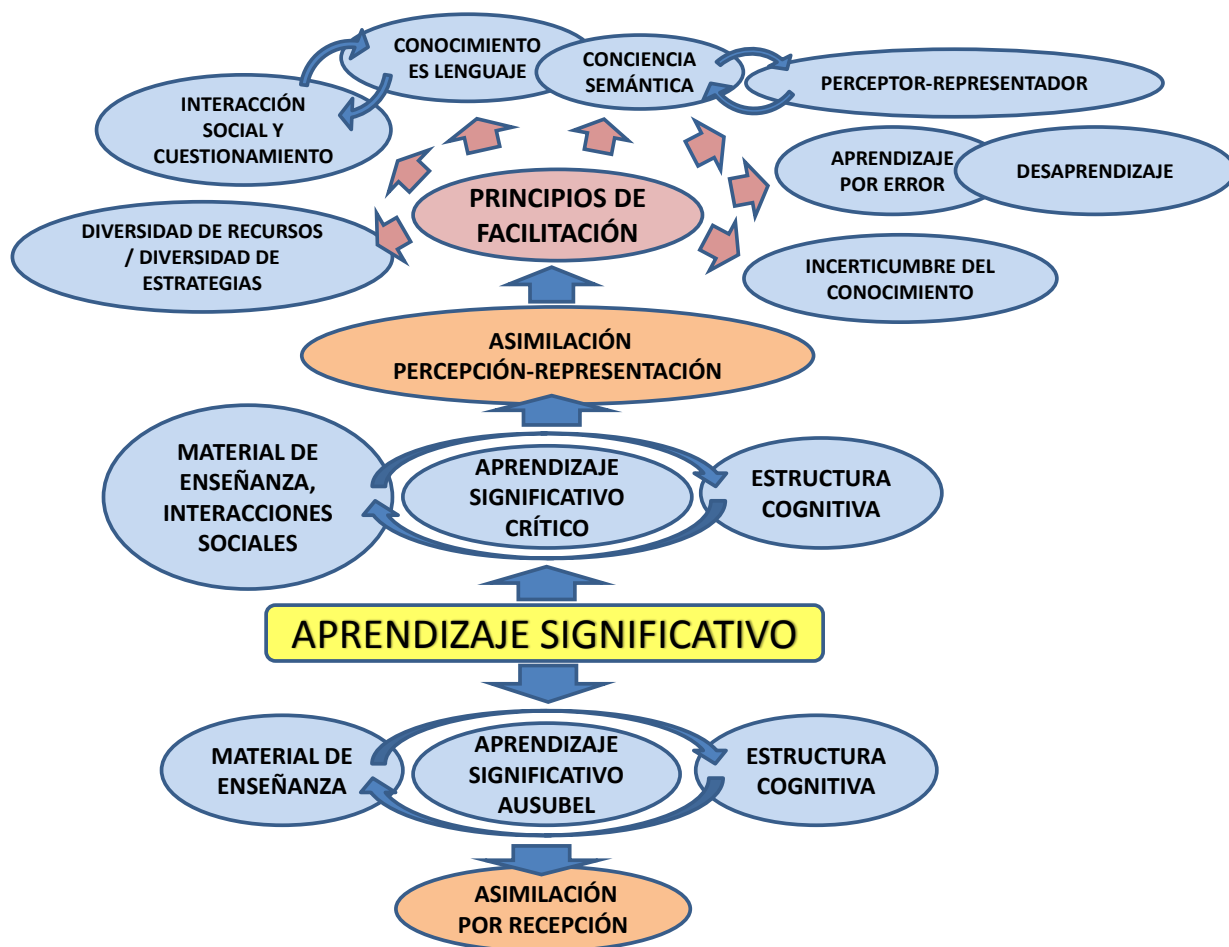 CONOCIMIENTO
ES LENGUAJE
CONCIENCIA
SEMÁNTICA
PERCEPTOR-REPRESENTADOR
INTERACCIÓN
SOCIAL Y
CUESTIONAMIENTO
APRENDIZAJE
POR ERROR
DESAPRENDIZAJE
PRINCIPIOS DE
FACILITACIÓN
DIVERSIDAD DE RECURSOS
/ DIVERSIDAD DE
ESTRATEGIAS
INCERTICUMBRE DEL
CONOCIMIENTO
ASIMILACIÓN
PERCEPCIÓN-REPRESENTACIÓN
MATERIAL DE
ENSEÑANZA,
INTERACCIONES
SOCIALES
APRENDIZAJE
SIGNIFICATIVO
CRÍTICO
ESTRUCTURA
COGNITIVA
APRENDIZAJE SIGNIFICATIVO
MATERIAL DE
ENSEÑANZA
APRENDIZAJE
SIGNIFICATIVO
AUSUBEL
ESTRUCTURA
COGNITIVA
ASIMILACIÓN
POR RECEPCIÓN